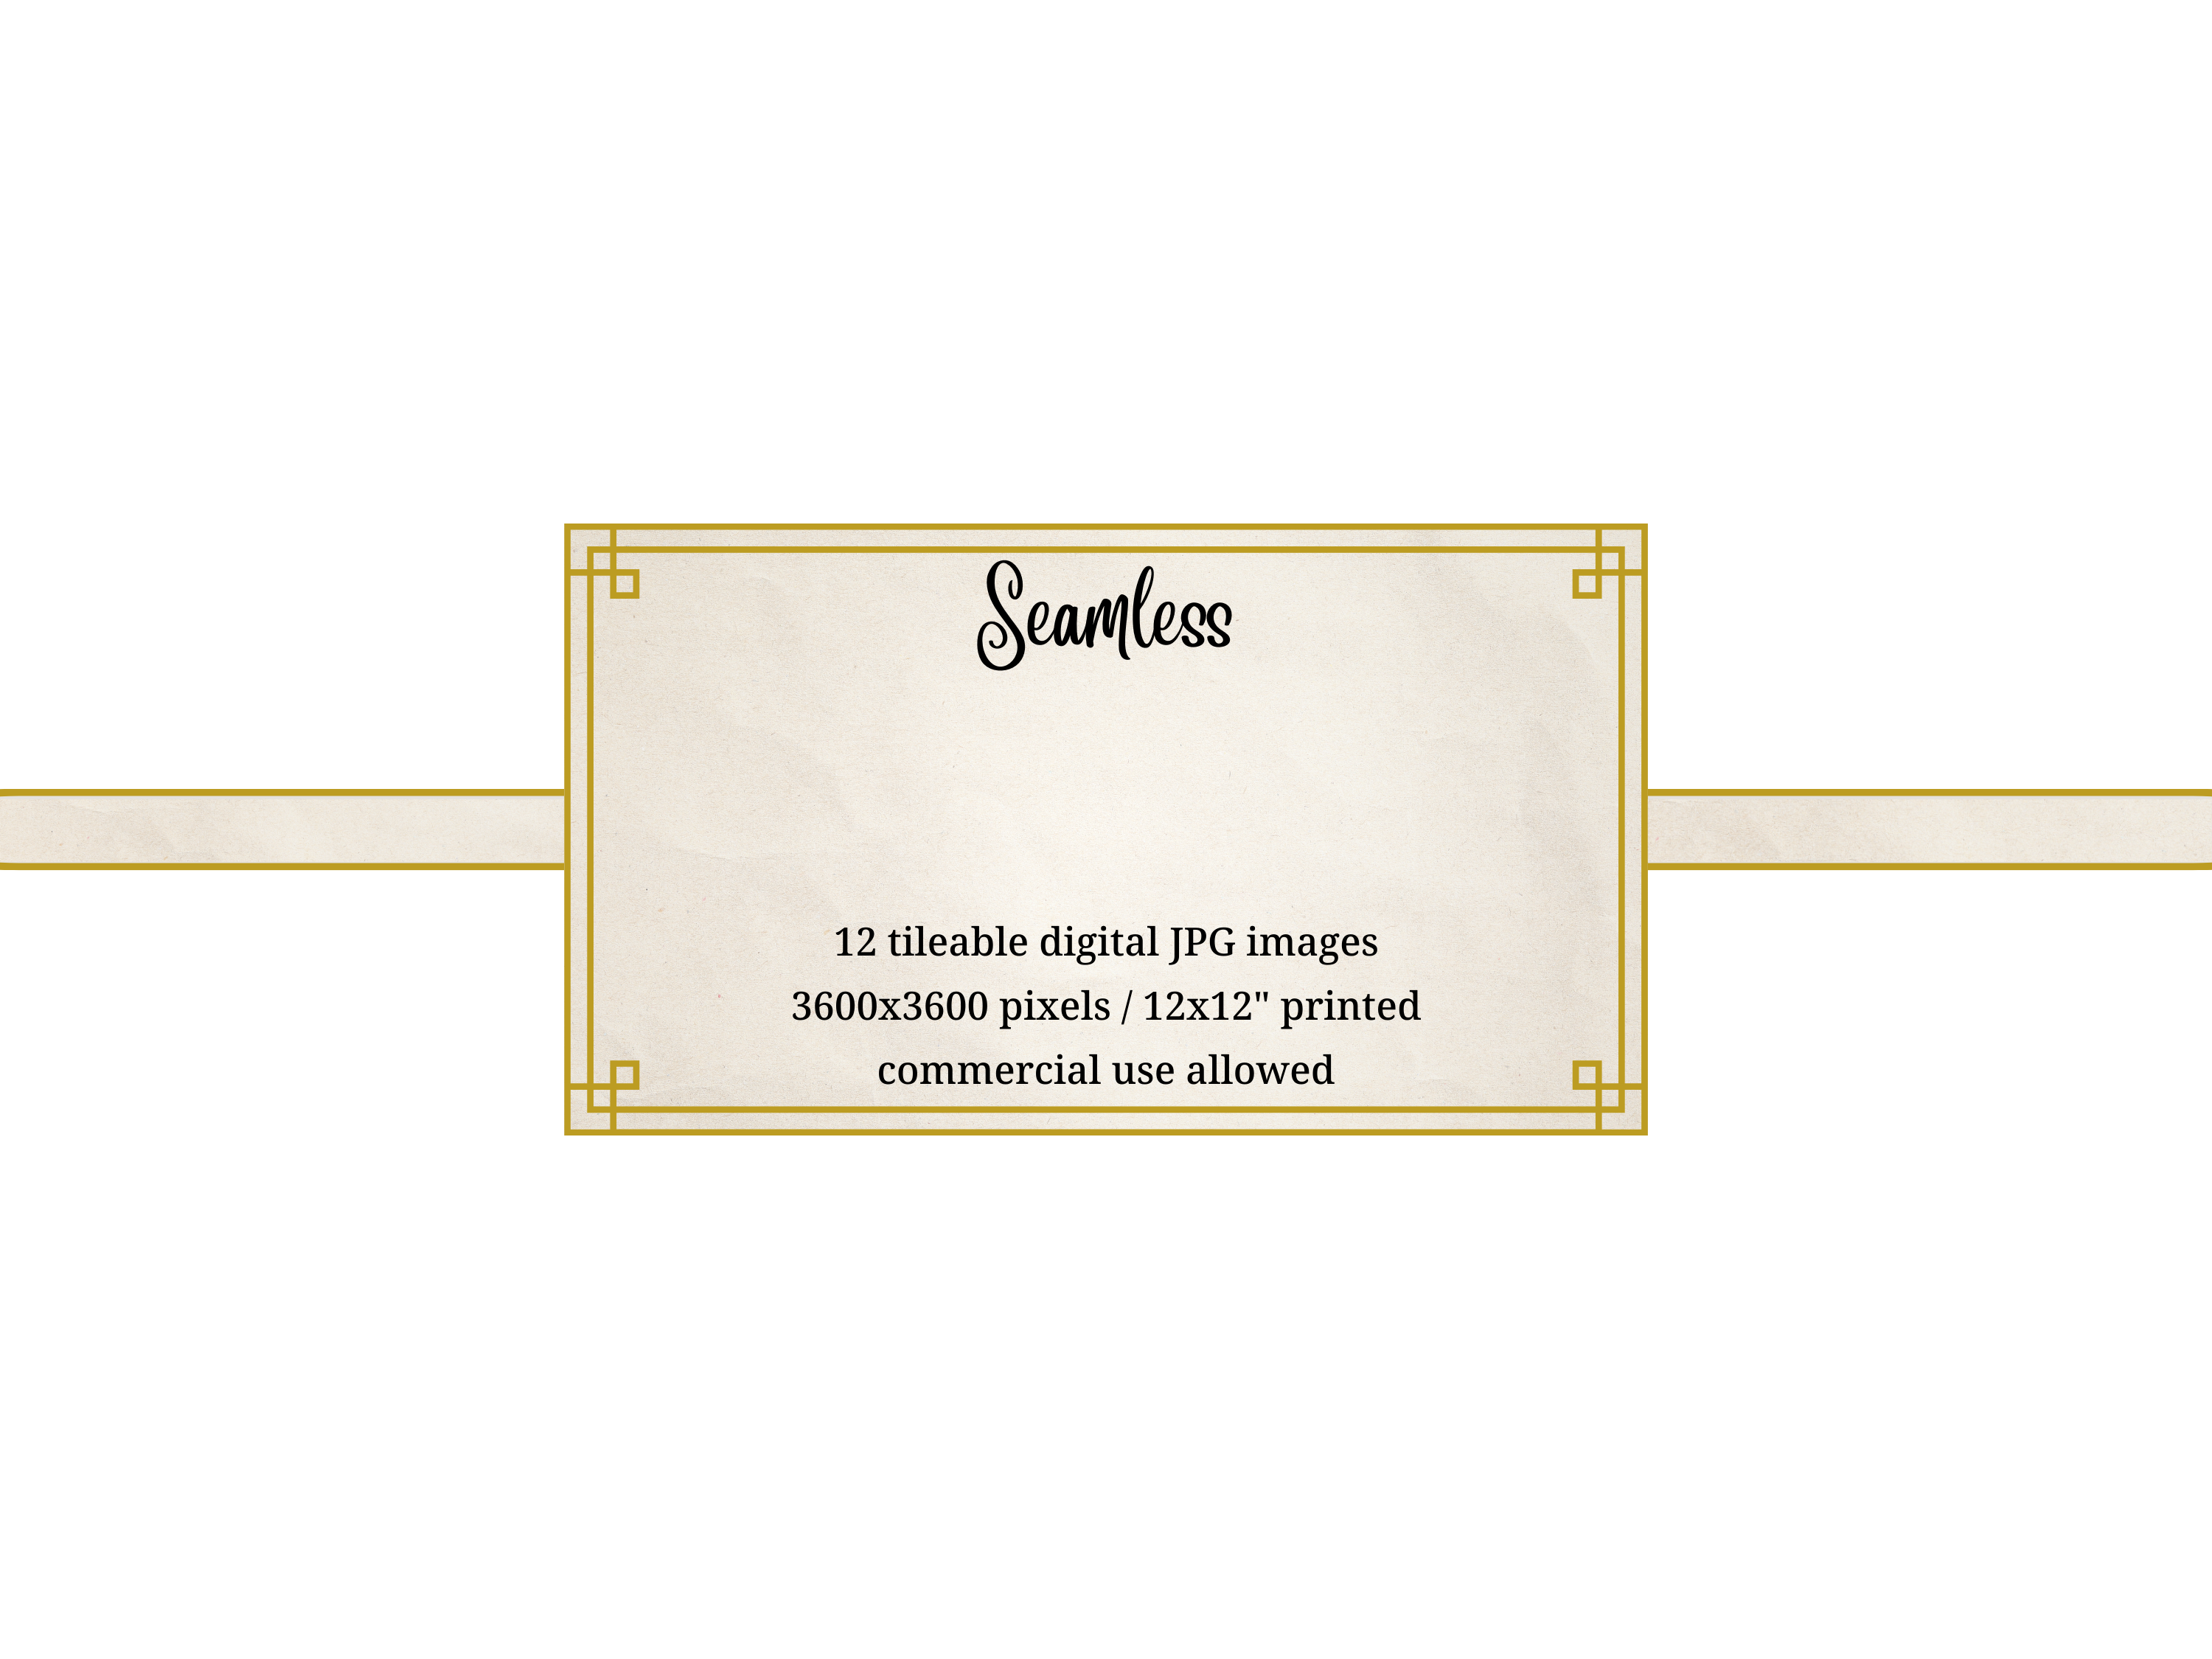 Seamless
12 tileable digital JPG images
3600x3600 pixels / 12x12" printed
commercial use allowed